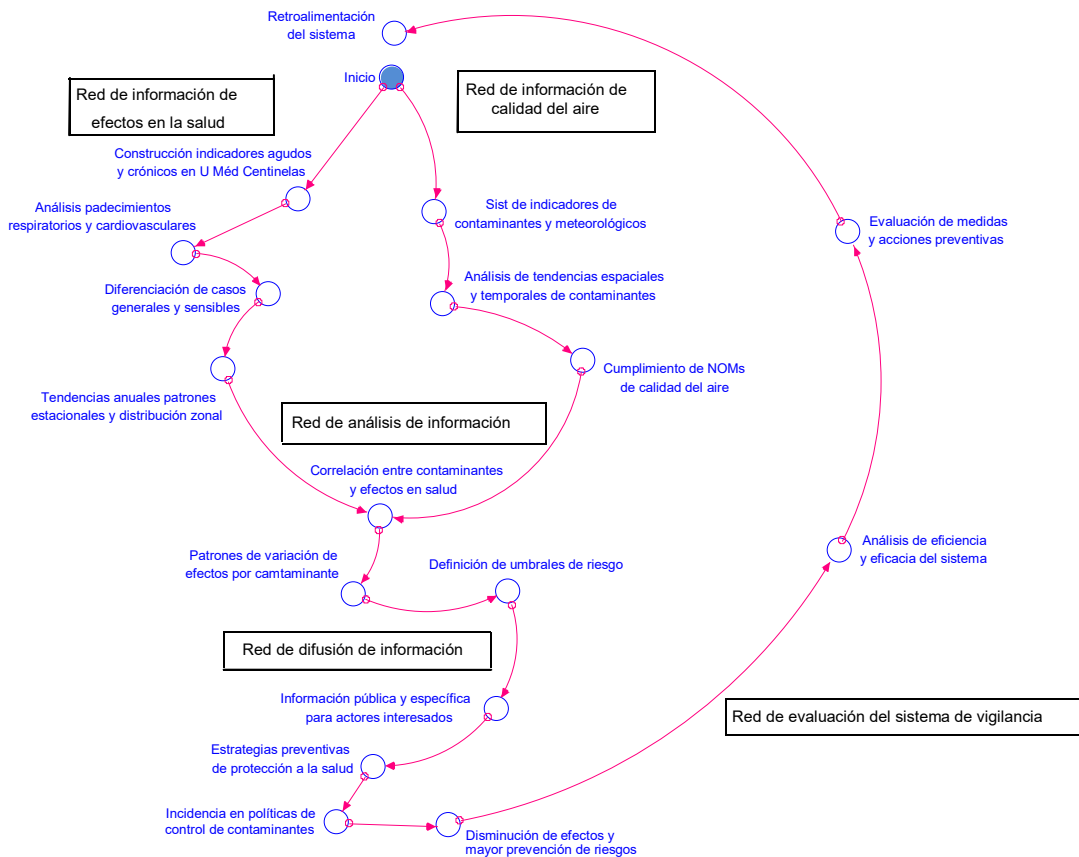 Retroalimentación
del sistema
Inicio
Red de información de
efectos en la salud
Red de información de
calidad del aire
Construcción indicadores agudos
y crónicos en U Méd Centinelas
Análisis padecimientos
respiratorios y cardiovasculares
Sist de indicadores de
contaminantes y meteorológicos
Evaluación de medidas
y acciones preventivas
Diferenciación de casos
generales y sensibles
Análisis de tendencias espaciales
y temporales de contaminantes
Tendencias anuales patrones
estacionales y distribución zonal
Cumplimiento de NOMs
de calidad del aire
Red de análisis de información
Correlación entre contaminantes
y efectos en salud
Patrones de variación de
efectos por camtaminante
Definición de umbrales de riesgo
Análisis de eficiencia
y eficacia del sistema
Red de difusión de información
Información pública y específica
para actores interesados
Red de evaluación del sistema de vigilancia
Estrategias preventivas
de protección a la salud
Incidencia en políticas de
control de contaminantes
Disminución de efectos y
mayor prevención de riesgos